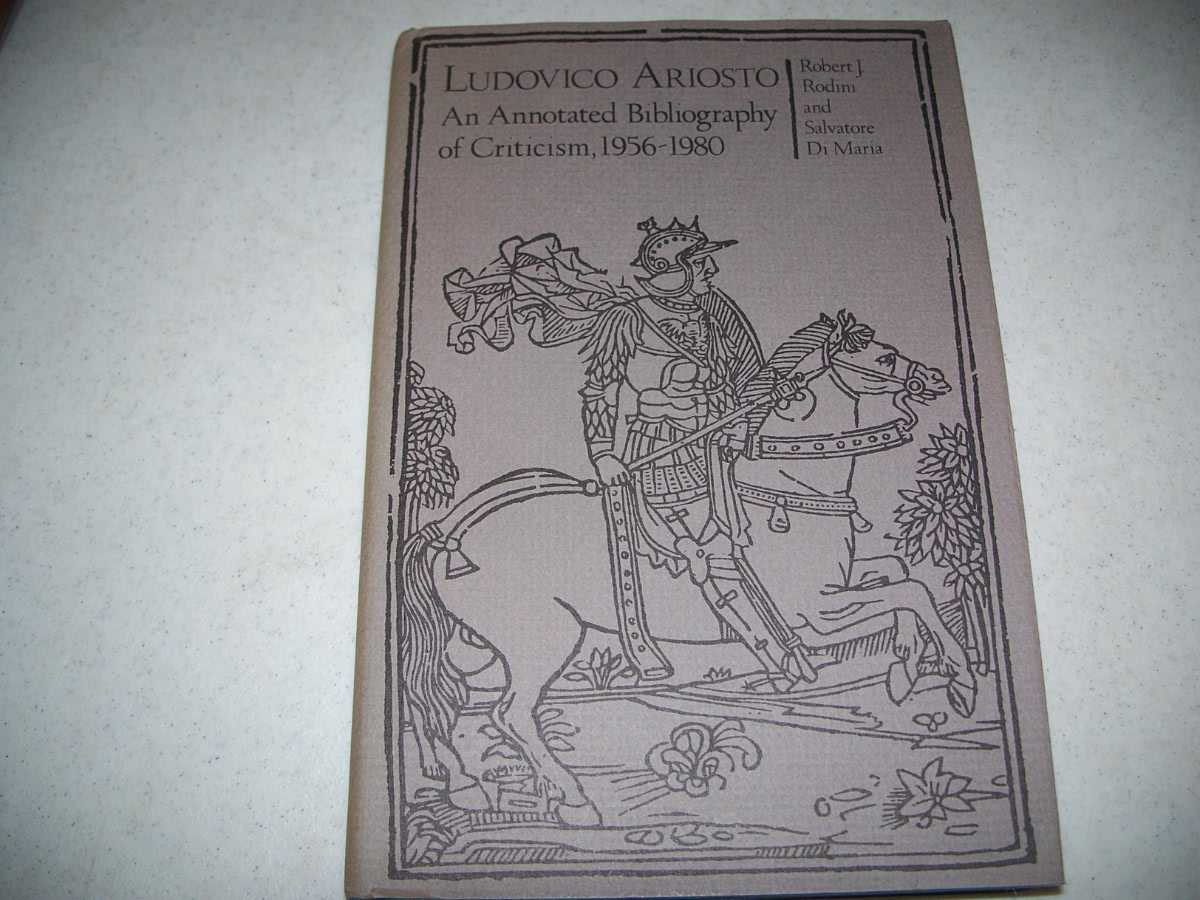 LUDOVICO ARIOSTO
An Annotated Bibliography
of Criticism, 1956-1980
Robert J.
Rodini
and
Salvatore
Di Maria